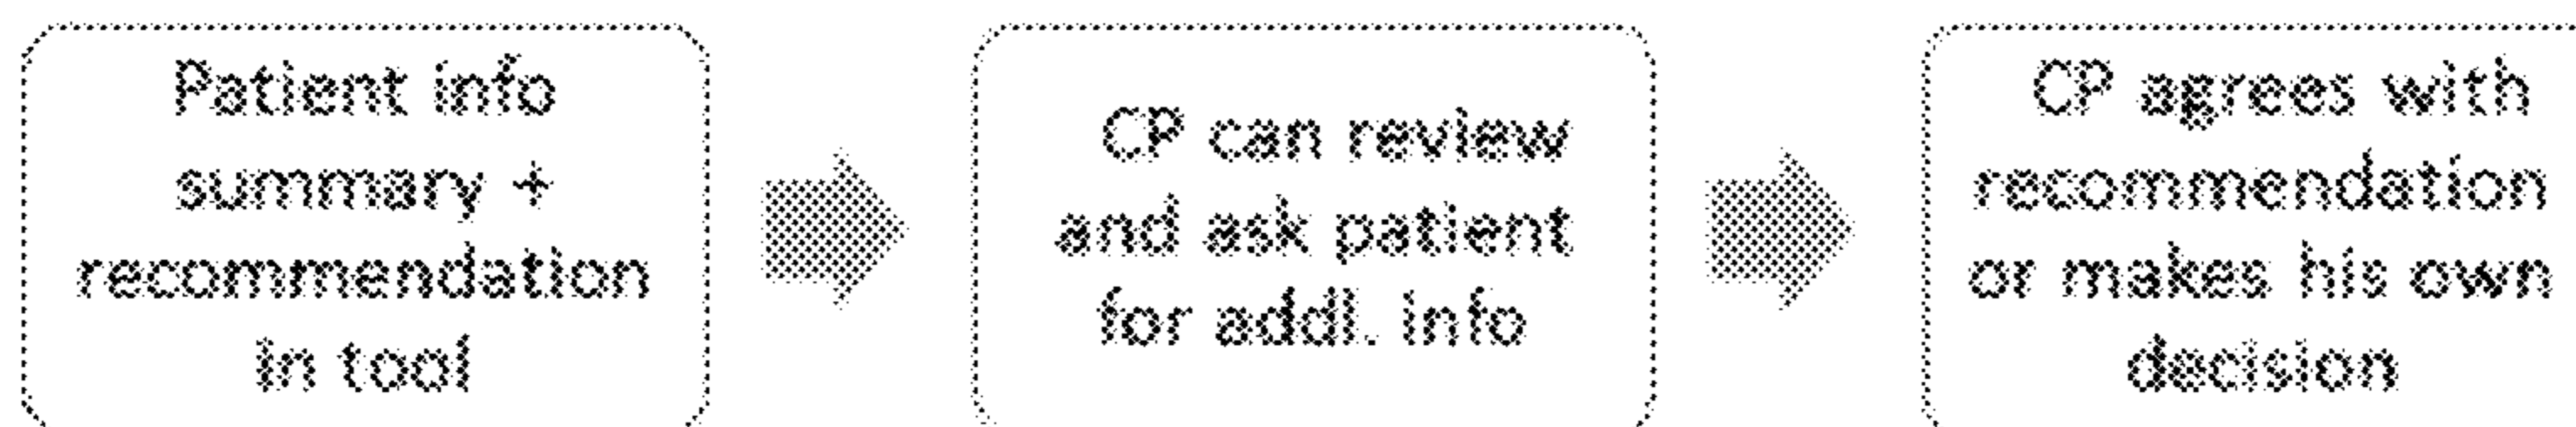 Patient info
summary +
recommendation
in tool
CP can review
and ask patient
for addl. info
CP agrees with
recommendation
or makes his own
decision